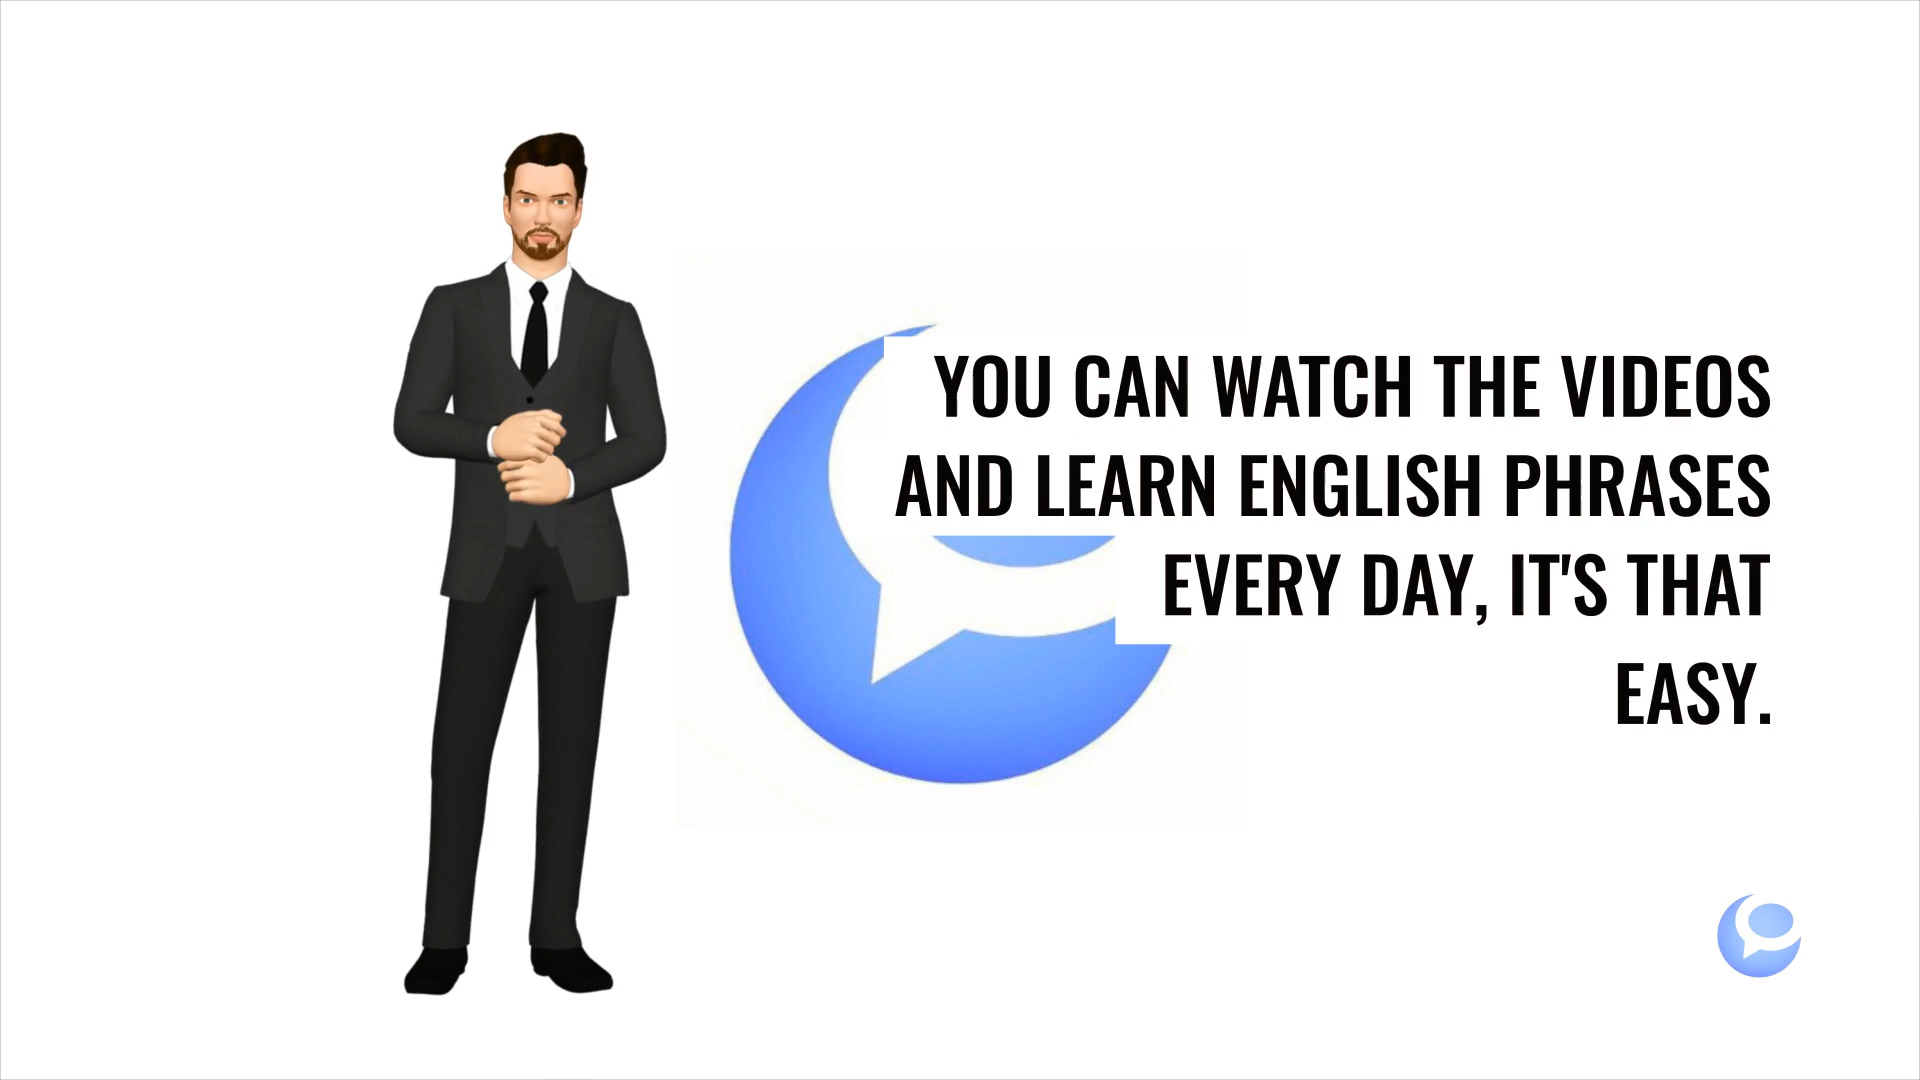 YOU CAN WATCH THE VIDEOS
AND LEARN ENGLISH PHRASES
EVERY DAY, IT'S THAT
EASY.